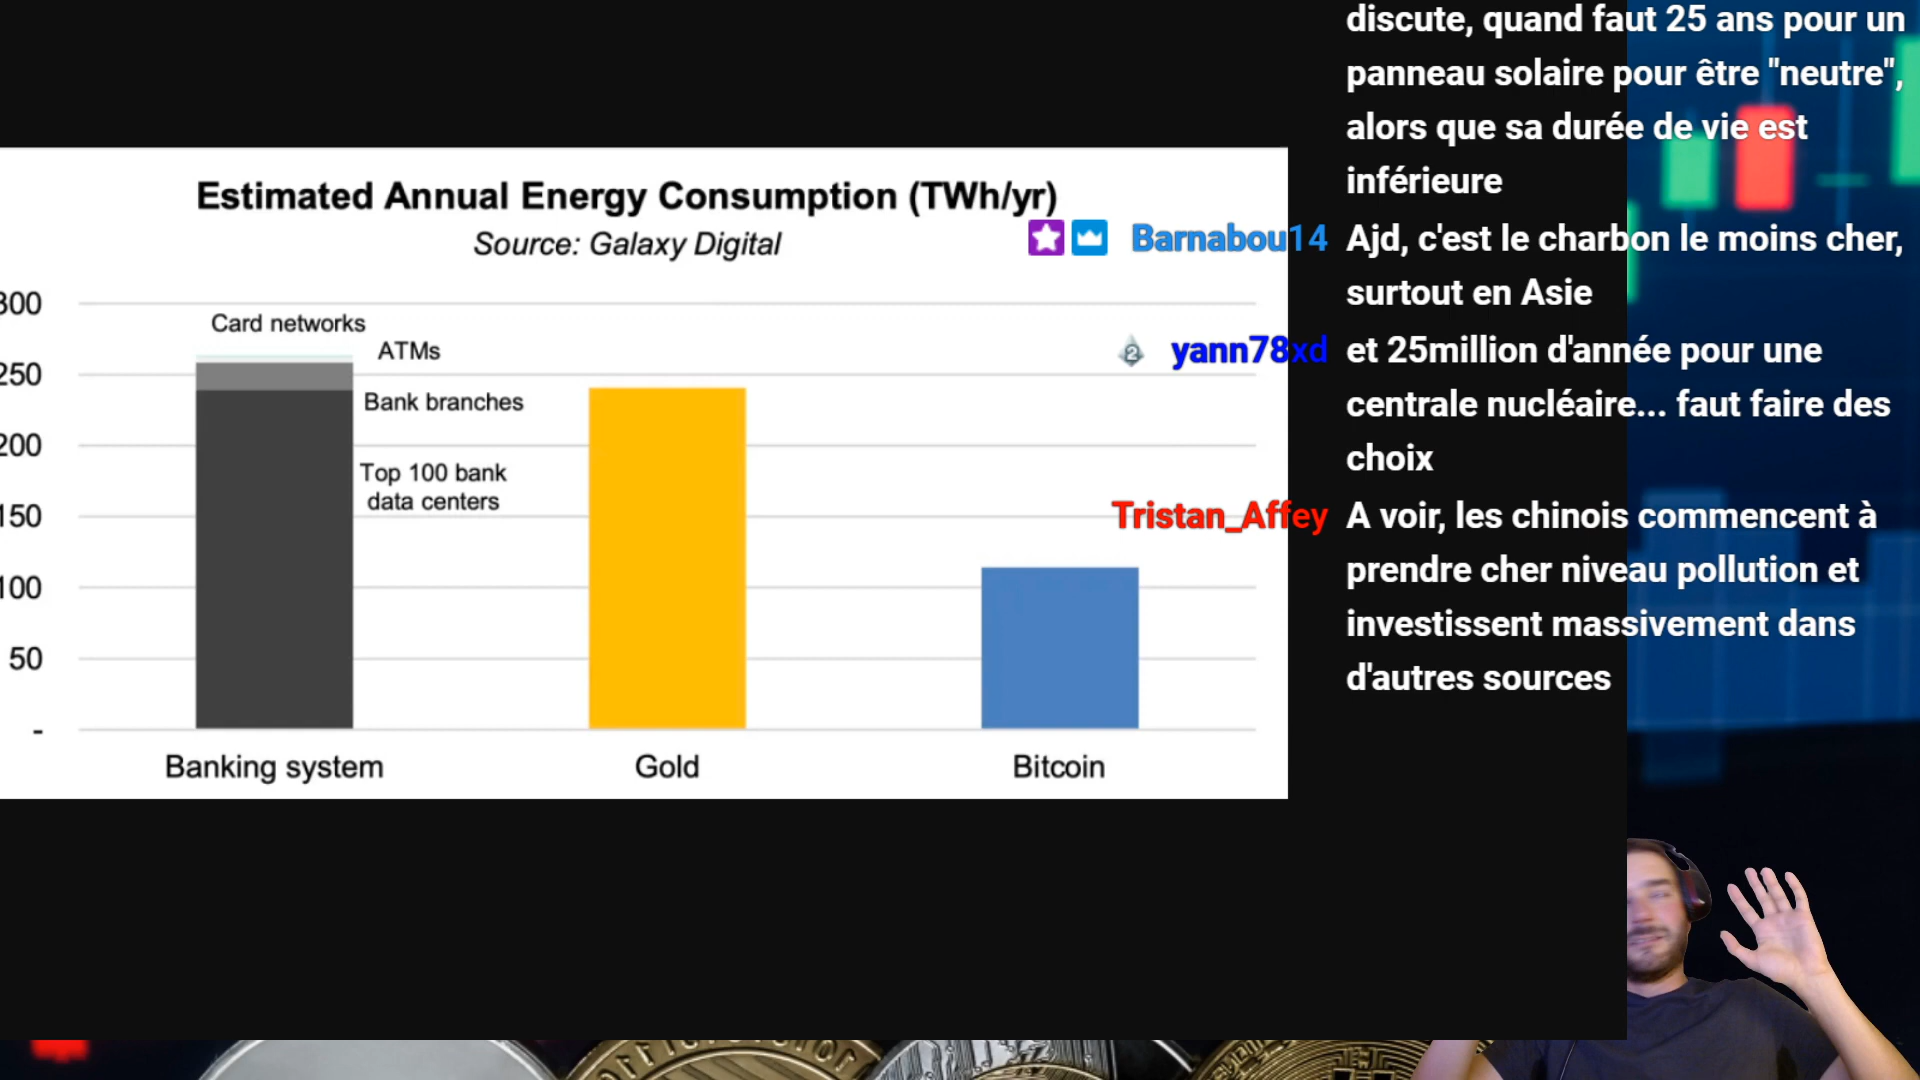 discute, quand faut 25 ans pour un
panneau solaire pour être "neutre",
alors que sa durée de vie est
inférieure
Barnabou14 Ajd, c'est le charbon le moins cher,
surtout en Asie
2 yann78xd et 25million d'année pour une
centrale nucléaire... faut faire des
choix
Tristan_Affey A voir, les chinois commencent à
prendre cher niveau pollution et
investissent massivement dans
d'autres sources
Estimated Annual Energy Consumption (TWh/yr)
Source: Galaxy Digital
300
250
200
150
100
50
-
Card networks
ATMs
Bank branches
Top 100 bank
data centers
Banking system
Gold
Bitcoin